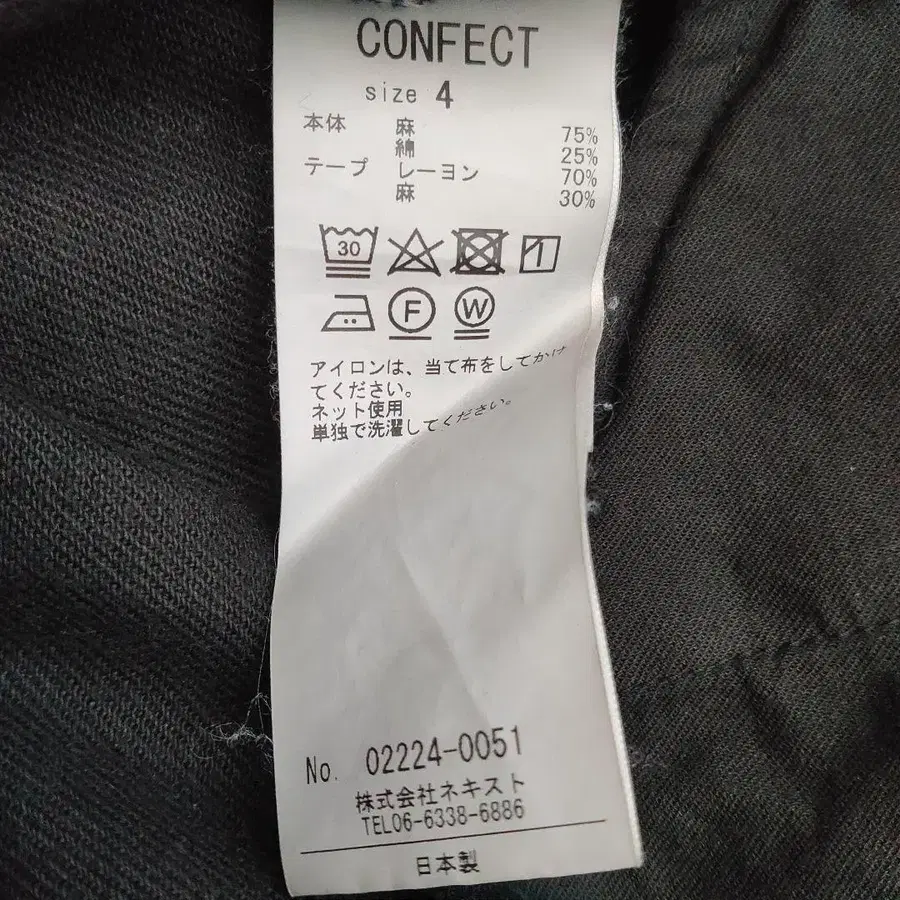 CONFECT
size 4
本体 麻 75%
綿 25%
テープ レーヨン 70%
麻 30%
30
F W
アイロンは、当て布をしてかけ
てください。
ネット使用
単独で洗濯してください。
No. 02224-0051
株式会社ネキスト
TEL06-6338-6886
日本製